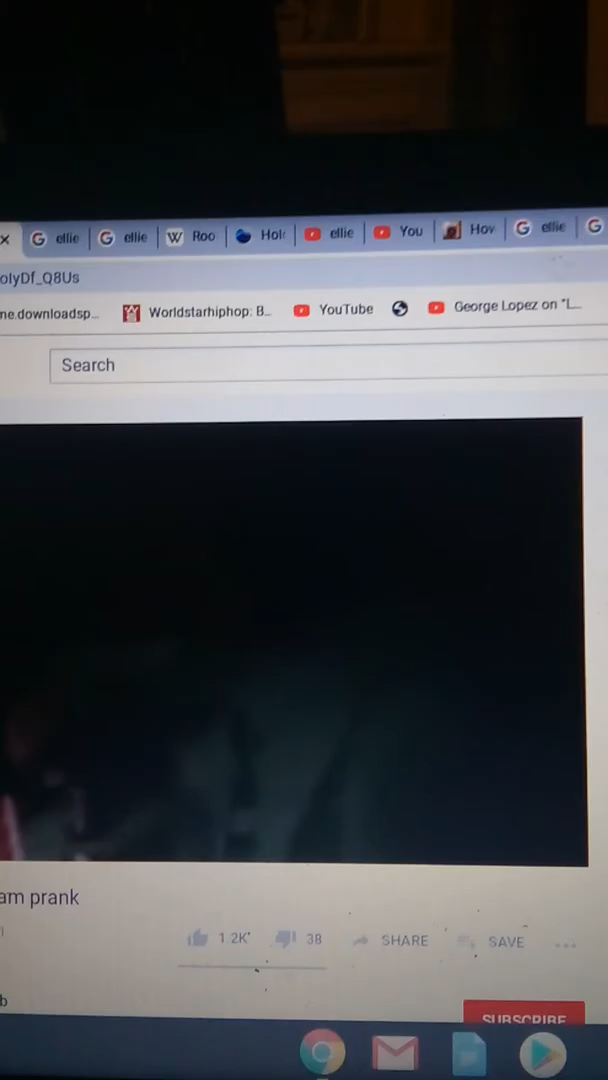 ellie ellie Roo Hol ellie You Hov ellie
olyDf_Q8Us
ne.downloadsp... Worldstarhiphop: B... YouTube George Lopez on "L...
Search
am prank
1.2K 38 SHARE SAVE
b
SUBSCRIBE